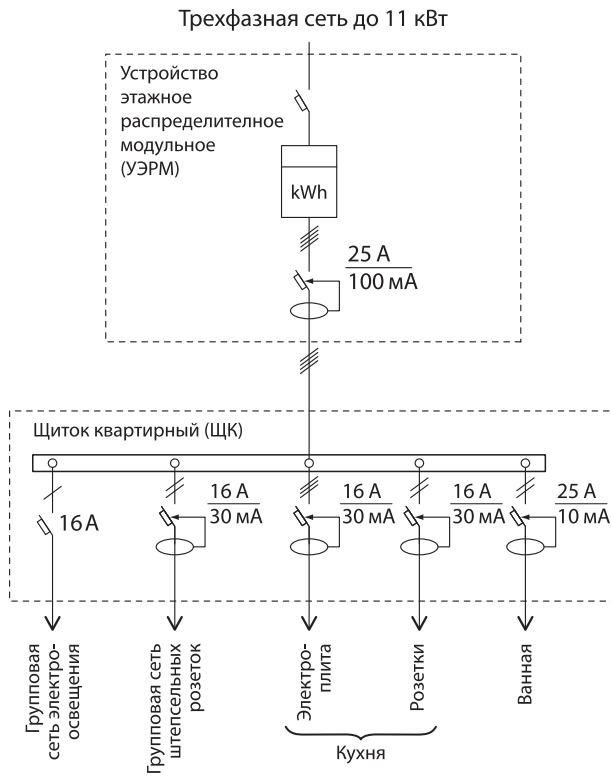 Трехфазная сеть до 11 кВт
Устройство
этажное
распределителное
модульное
(УЭРМ)
kWh
25 А
100 мА
Щиток квартирный (ЩК)
16 А
16 А
30 мА
16 А
30 мА
16 А
30 мА
25 А
10 мА
Групповая
сеть электро-
освещения
Групповая сеть
штепсельных
розеток
Электро-
плита
Розетки
Ванная
Кухня